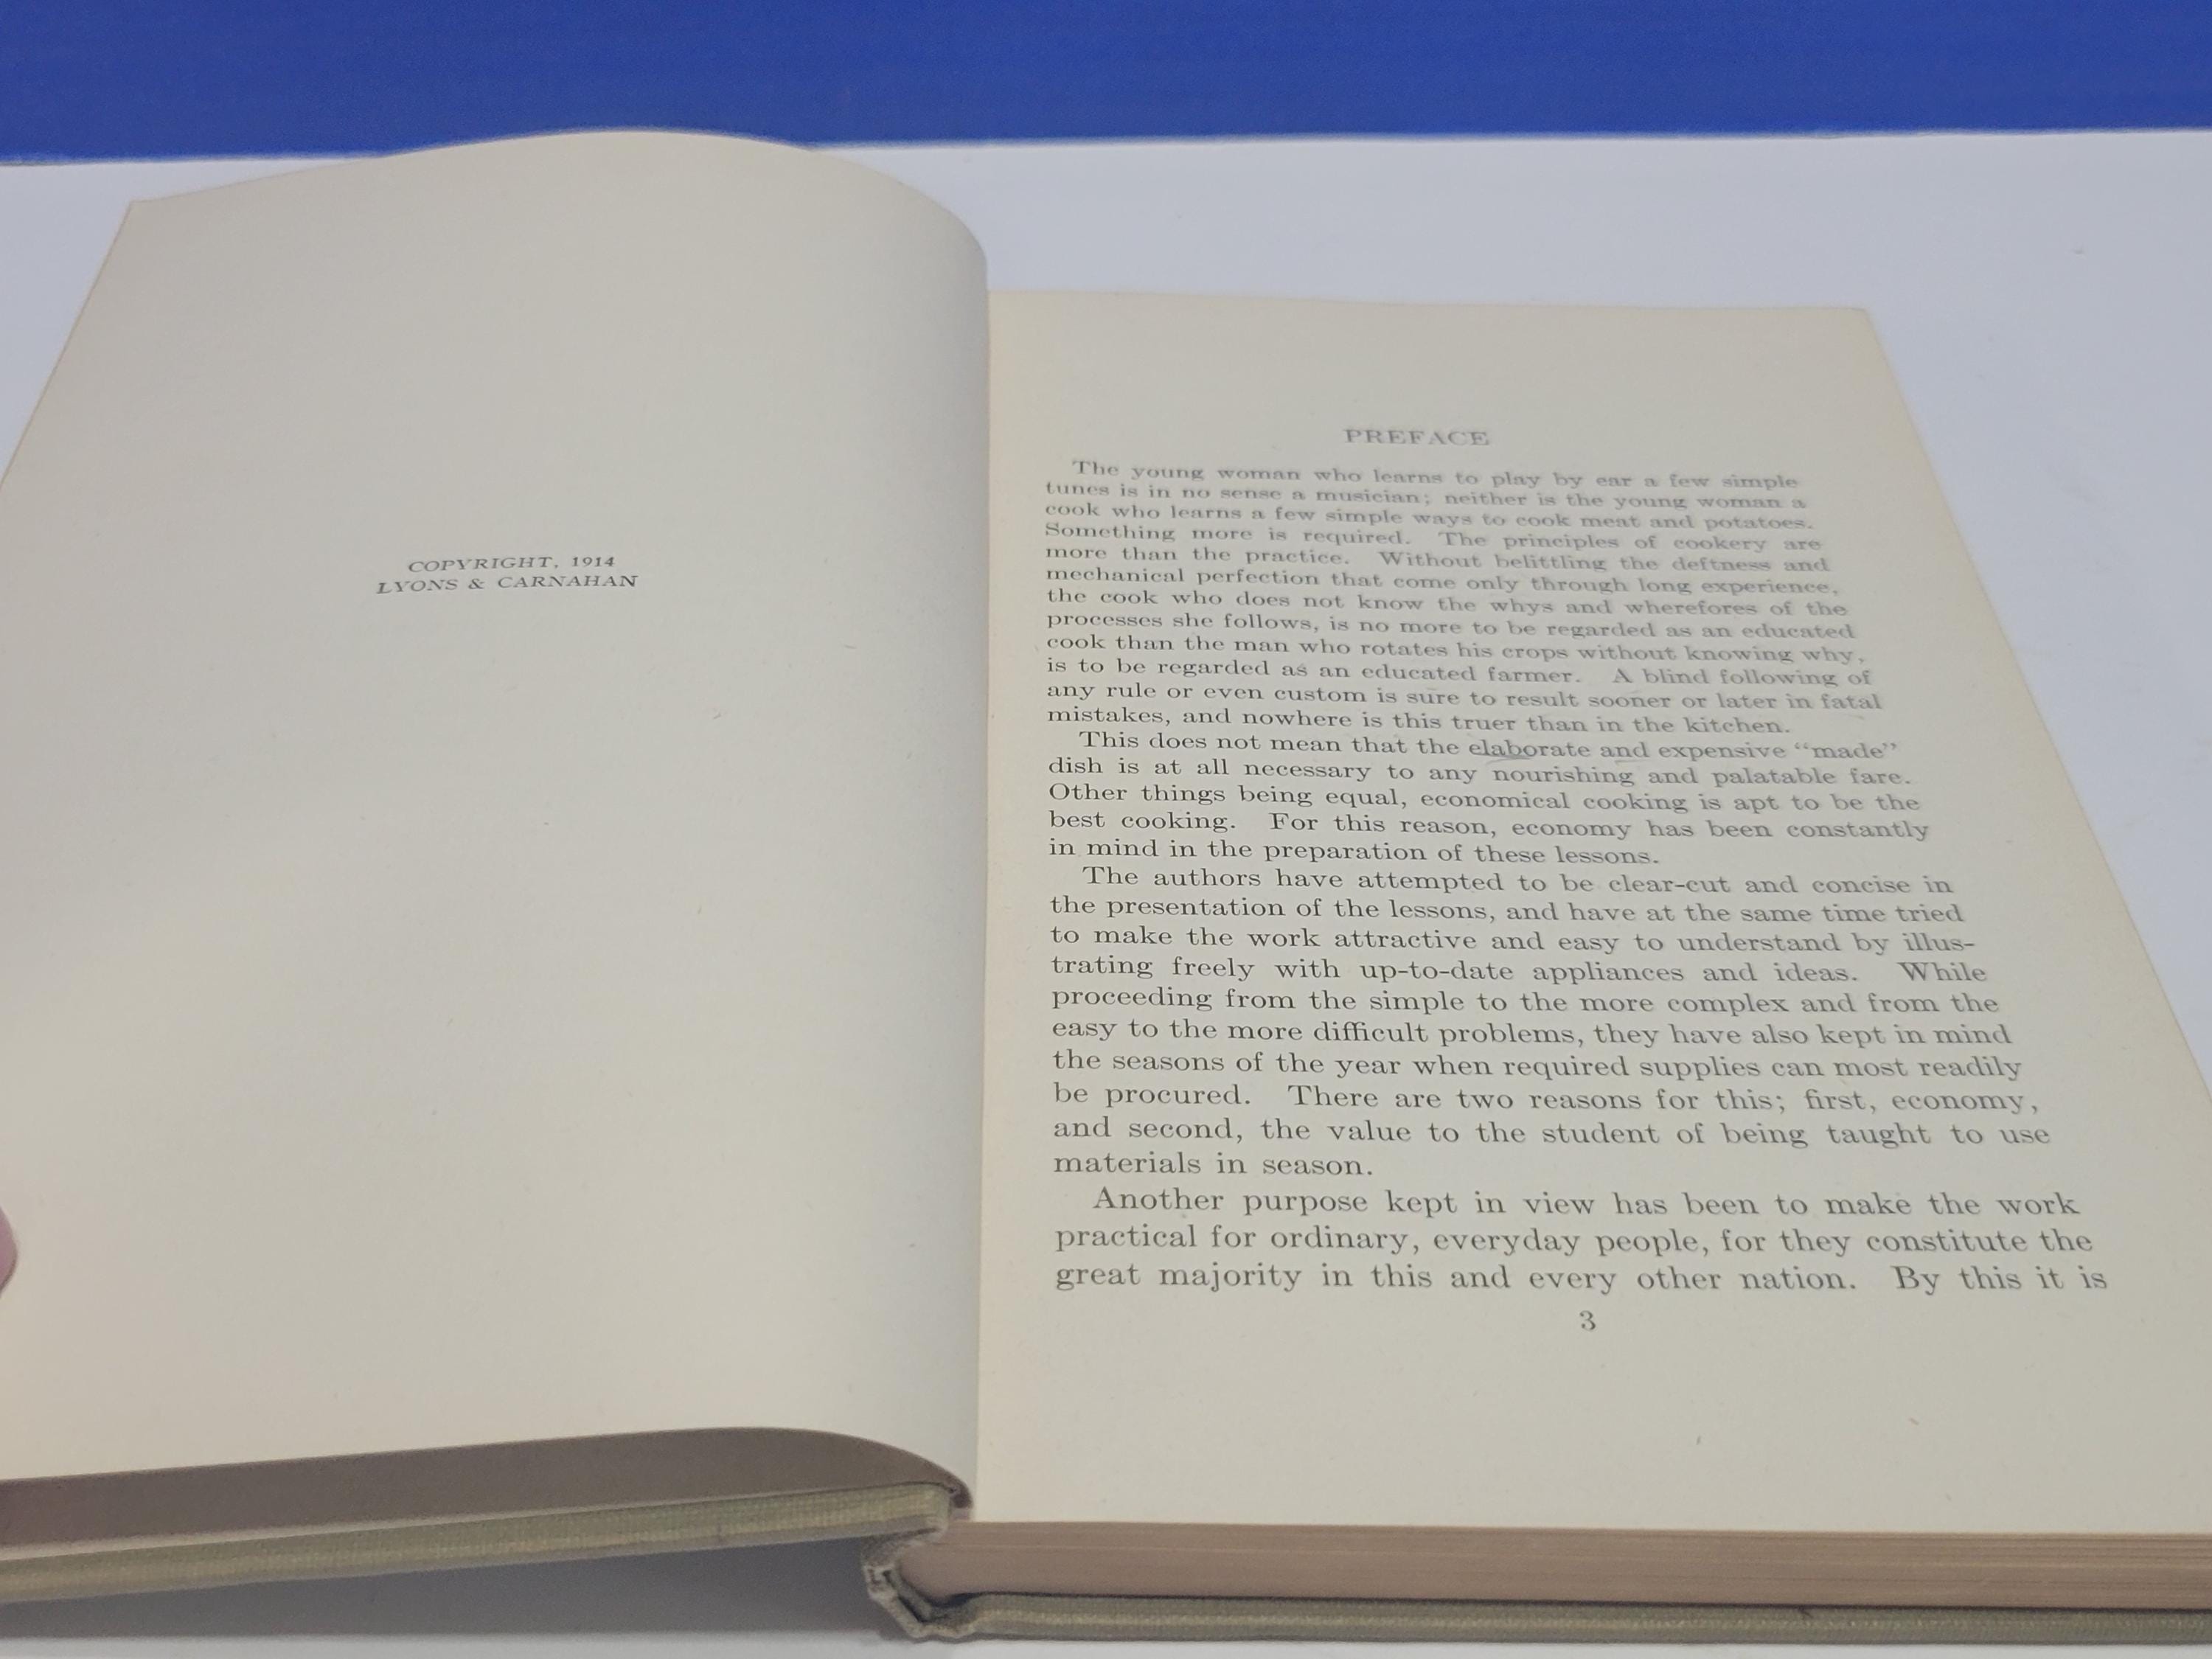 COPYRIGHT, 1914
LYONS & CARNAHAN
PREFACE
The young woman who learns to play by ear a few simple
tunes is in no sense a musician; neither is the young woman a
cook who learns a few simple ways to cook meat and potatoes.
Something more is required. The principles of cookery are
more than the practice. Without belittling the deftness and
mechanical perfection that come only through long experience,
the cook who does not know the whys and wherefores of the
processes she follows, is no more to be regarded as an educated
cook than the man who rotates his crops without knowing why,
is to be regarded as an educated farmer. A blind following of
any rule or even custom is sure to result sooner or later in fatal
mistakes, and nowhere is this truer than in the kitchen.
This does not mean that the elaborate and expensive “made”
dish is at all necessary to any nourishing and palatable fare.
Other things being equal, economical cooking is apt to be the
best cooking. For this reason, economy has been constantly
in mind in the preparation of these lessons.
The authors have attempted to be clear-cut and concise in
the presentation of the lessons, and have at the same time tried
to make the work attractive and easy to understand by illus-
trating freely with up-to-date appliances and ideas. While
proceeding from the simple to the more complex and from the
easy to the more difficult problems, they have also kept in mind
the seasons of the year when required supplies can most readily
be procured. There are two reasons for this; first, economy,
and second, the value to the student of being taught to use
materials in season.
Another purpose kept in view has been to make the work
practical for ordinary, everyday people, for they constitute the
great majority in this and every other nation. By this it is
3